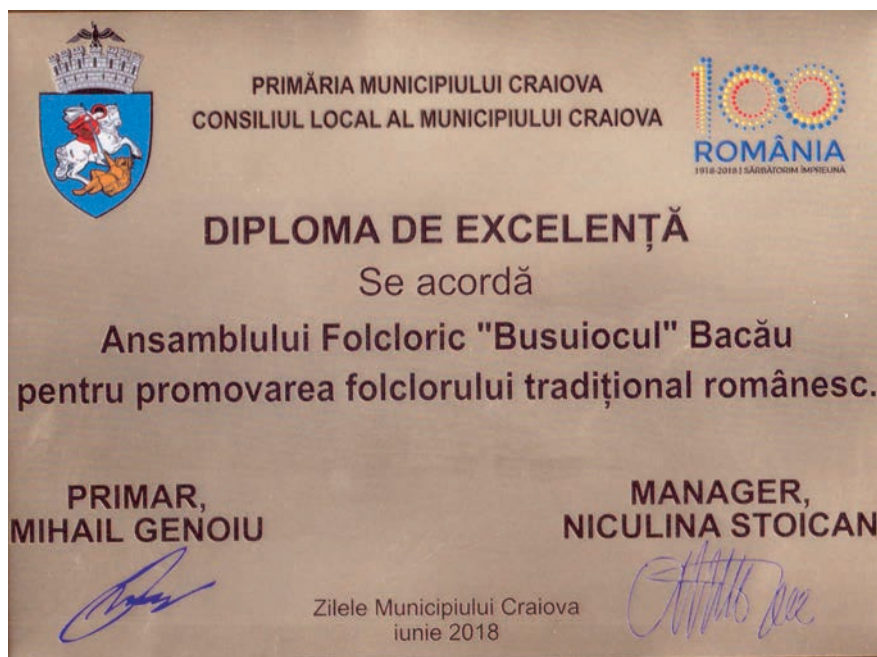 PRIMĂRIA MUNICIPIULUI CRAIOVA
CONSILIUL LOCAL AL MUNICIPIULUI CRAIOVA
100
ROMÂNIA
1918-2018 | SĂRBĂTORIM ÎMPREUNĂ
DIPLOMA DE EXCELENȚĂ
Se acordă
Ansamblului Folcloric "Busuiocul" Bacău
pentru promovarea folclorului tradițional românesc.
PRIMAR,
MIHAIL GENOIU
MANAGER,
NICULINA STOICAN
Zilele Municipiului Craiova
iunie 2018